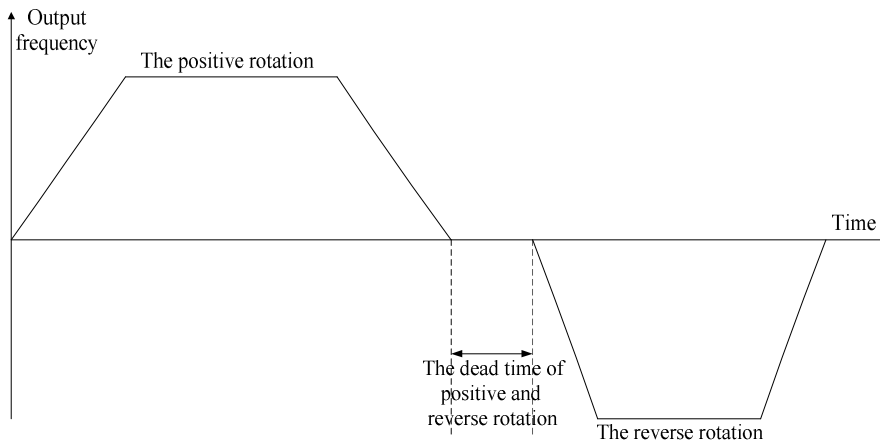 Output
frequency
The positive rotation
Time
The dead time of
positive and
reverse rotation
The reverse rotation